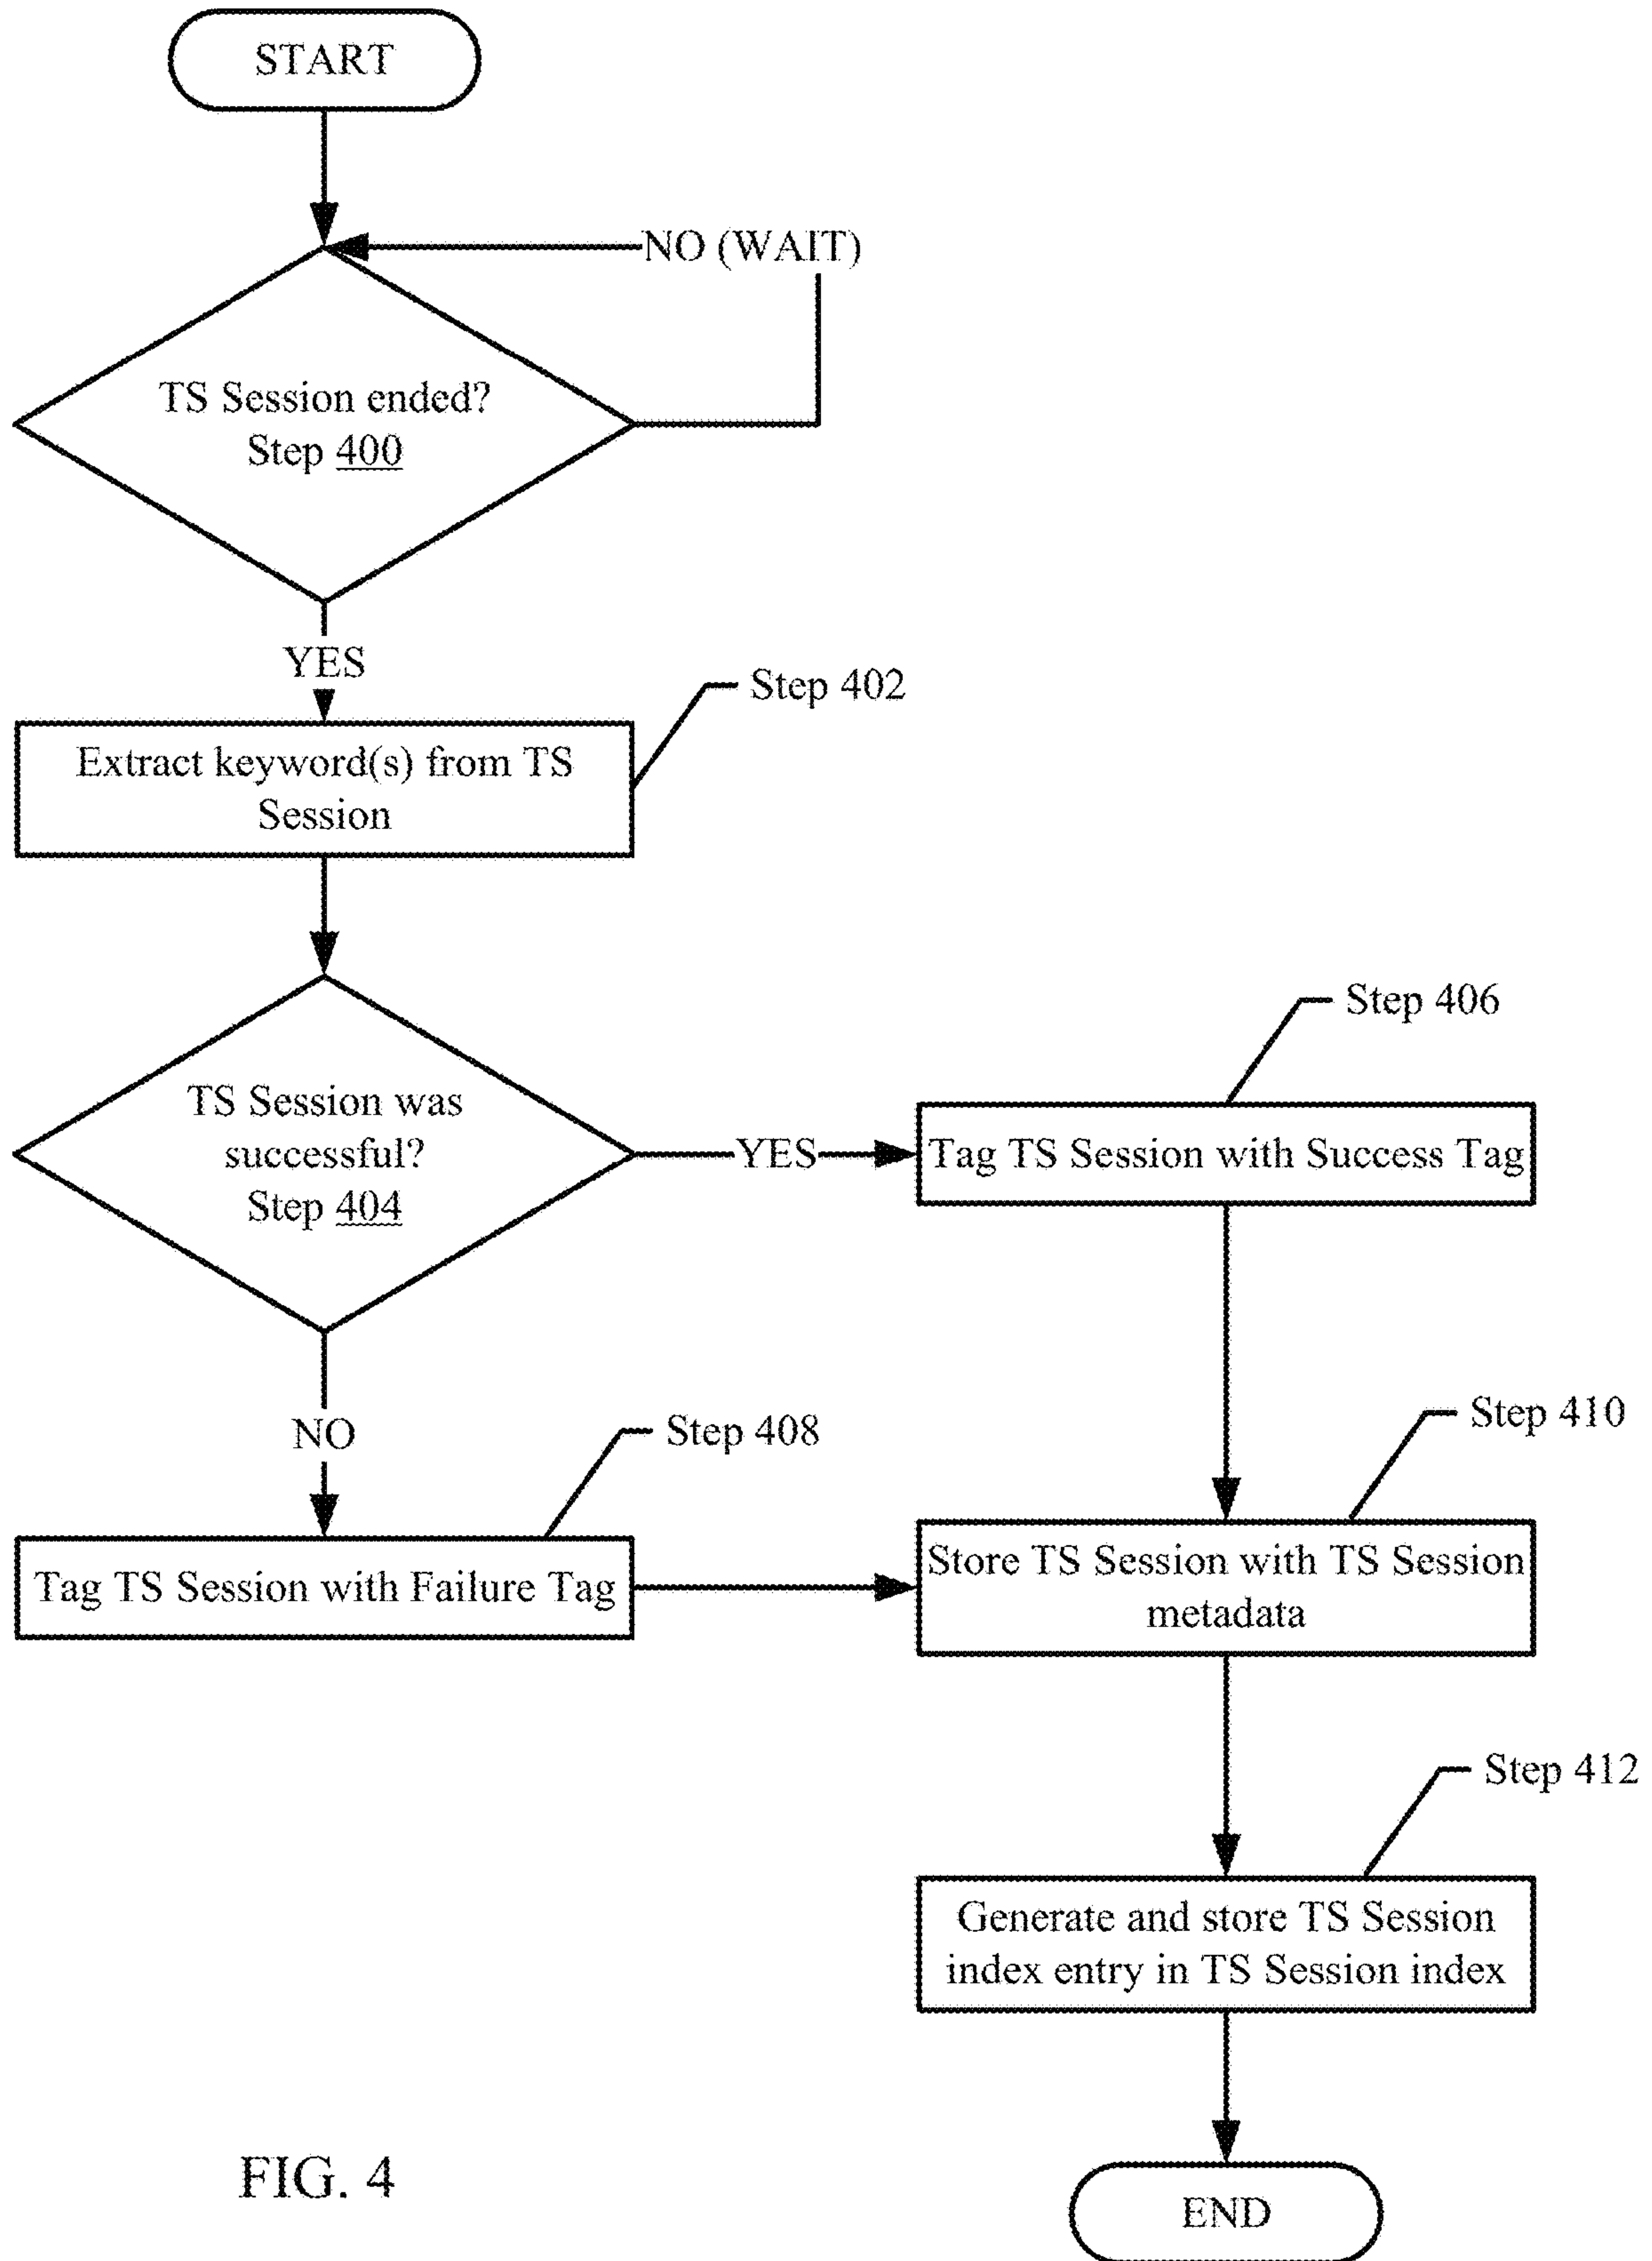 START
NO (WAIT)
TS Session ended?
Step 400
YES
Step 402
Extract keyword(s) from TS
Session
TS Session was
successful?
Step 404
YES
Step 406
Tag TS Session with Success Tag
NO
Step 408
Tag TS Session with Failure Tag
Step 410
Store TS Session with TS Session
metadata
Step 412
Generate and store TS Session
index entry in TS Session index
END
FIG. 4